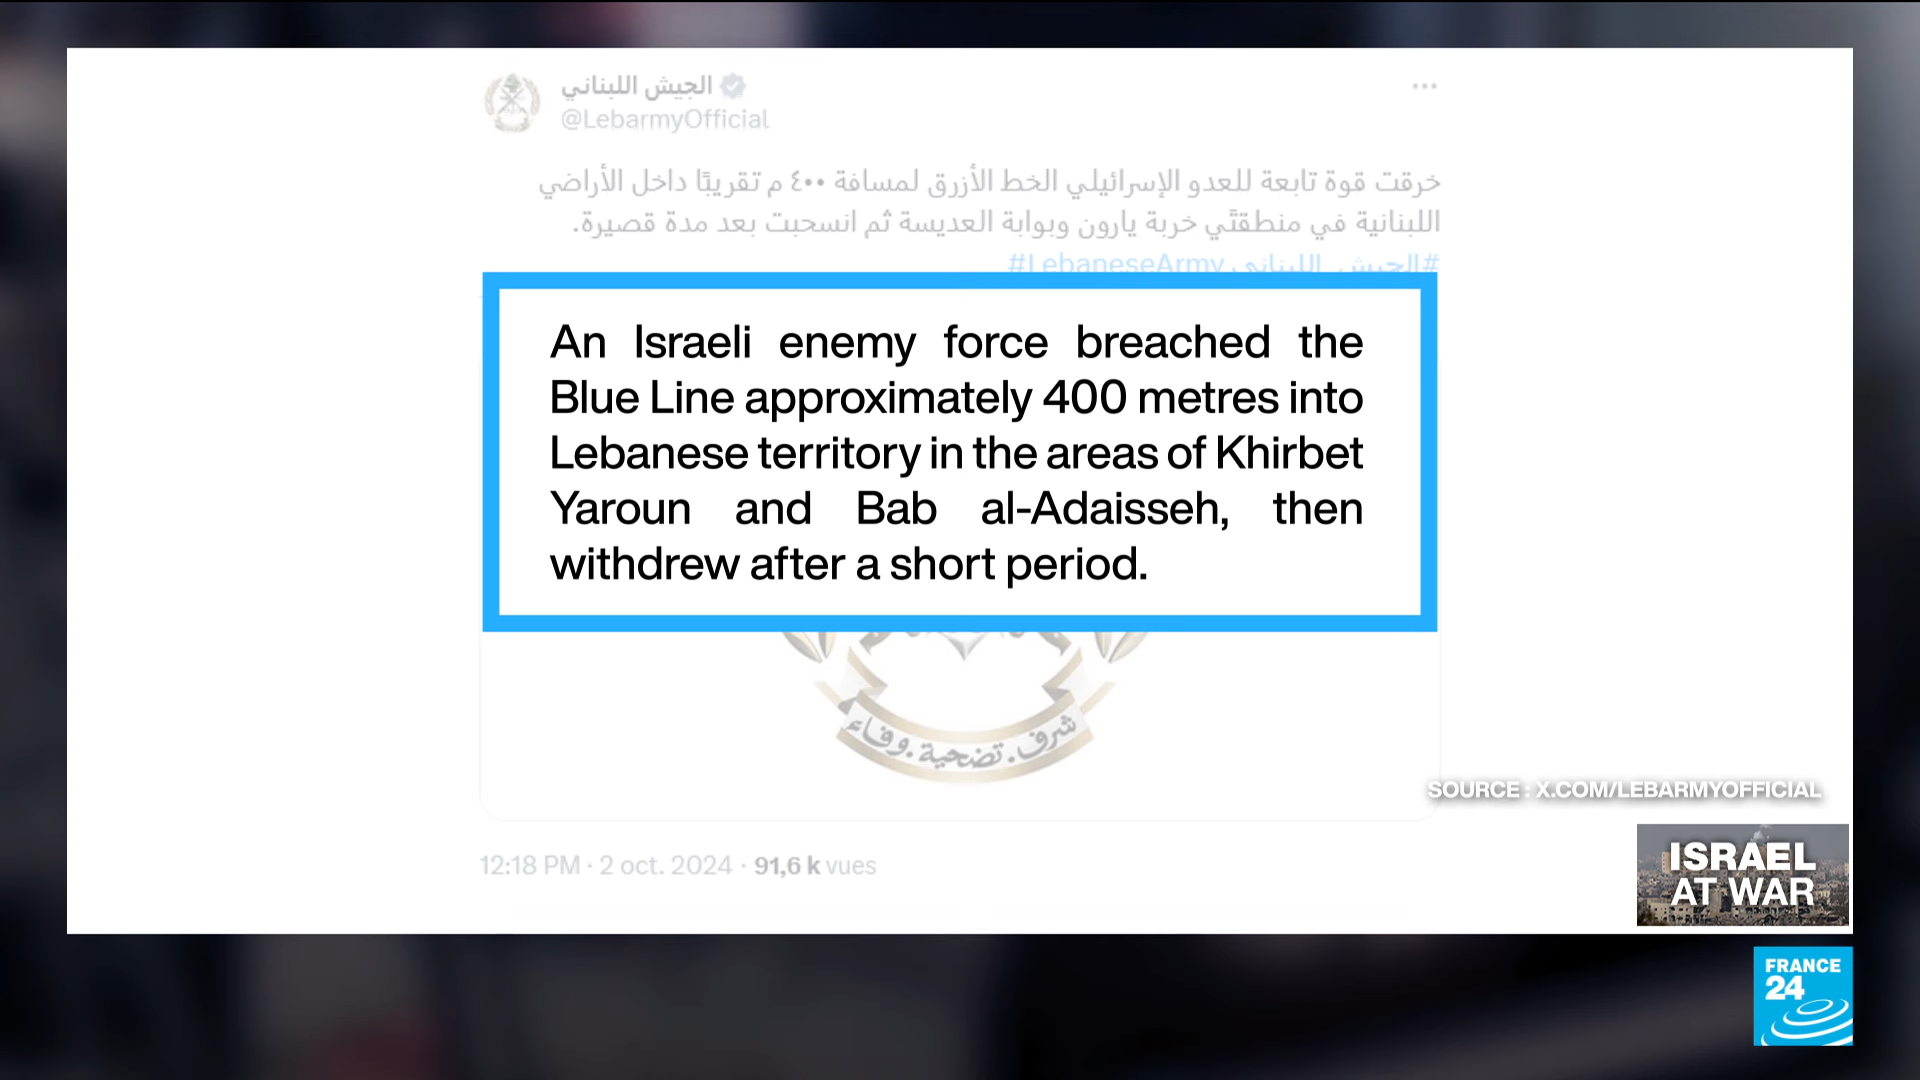 الجيش اللبناني
@LebarmyOfficial
خرقت قوة تابعة للعدو الإسرائيلي الخط الأزرق لمسافة ٤٠٠ م تقريبًا داخل الأراضي
اللبنانية في منطقتَي خربة يارون وبوابة العديسة ثم انسحبت بعد مدة قصيرة.
#الجيش_اللبناني #LebaneseArmy
An Israeli enemy force breached the
Blue Line approximately 400 metres into
Lebanese territory in the areas of Khirbet
Yaroun and Bab al-Adaisseh, then
withdrew after a short period.
شرف.تضحية.وفاء
SOURCE : X.COM/LEBARMYOFFICIAL
12:18 PM · 2 oct. 2024 · 91,6 k vues
ISRAEL
AT WAR
FRANCE
24